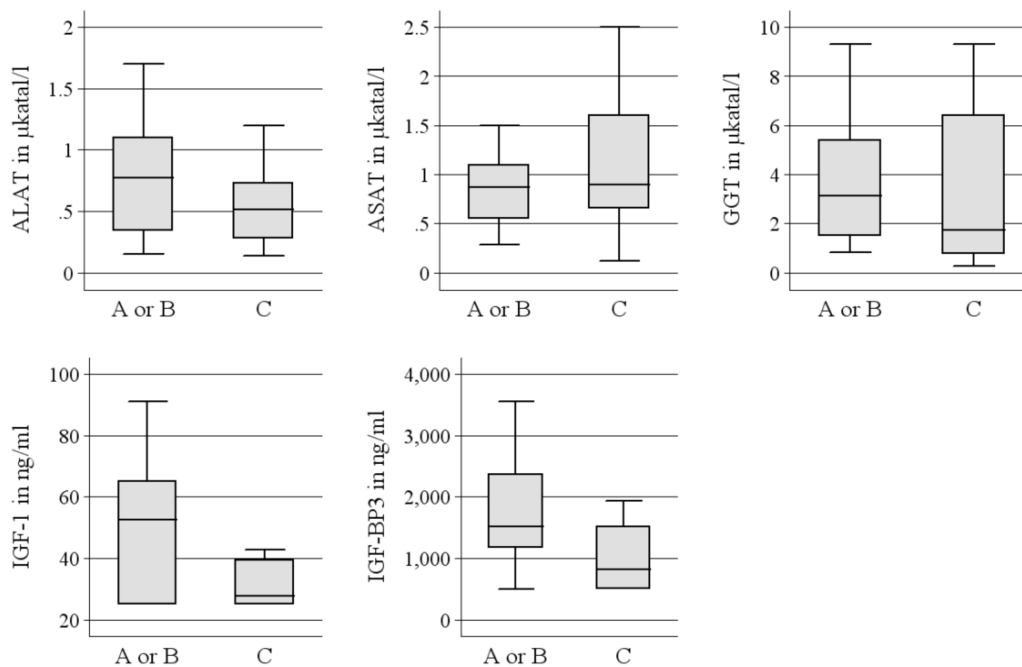 ALAT in µkatal/l
2
1.5
1
.5
0
A or B
C
ASAT in µkatal/l
2.5
2
1.5
1
.5
0
A or B
C
GGT in µkatal/l
10
8
6
4
2
0
A or B
C
IGF-1 in ng/ml
100
80
60
40
20
A or B
C
IGF-BP3 in ng/ml
4,000
3,000
2,000
1,000
0
A or B
C